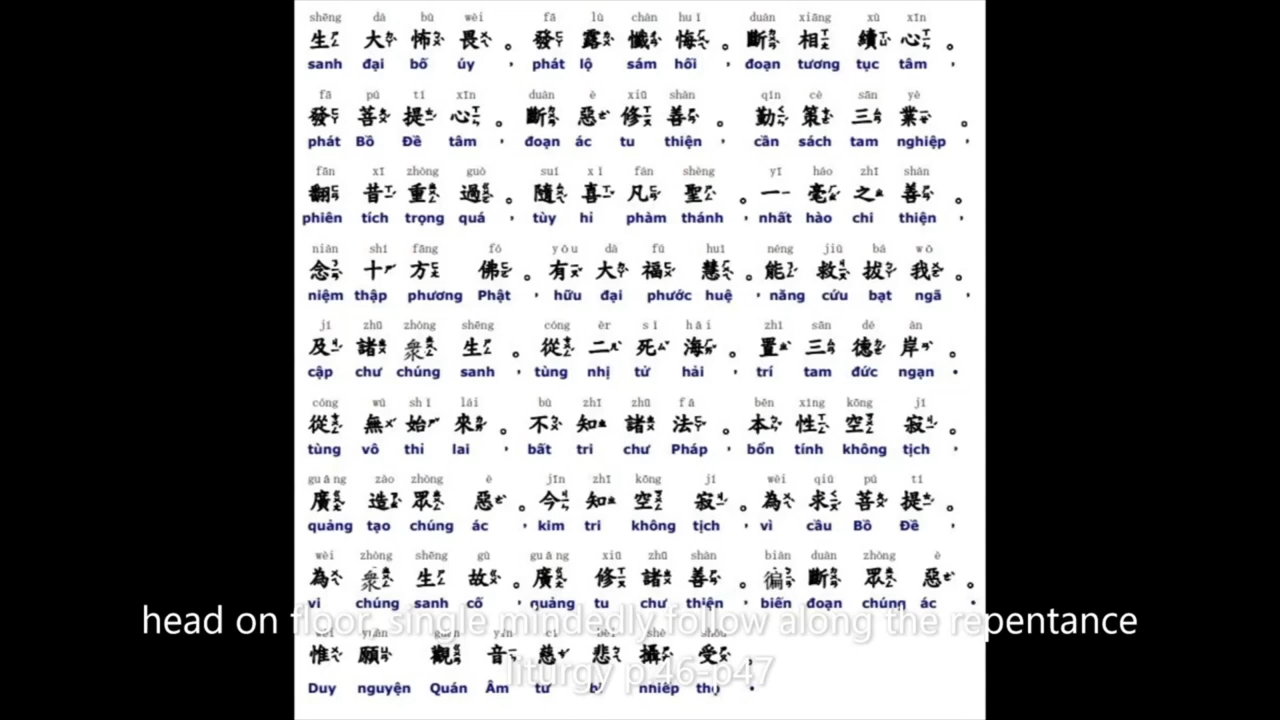 shēng dà bù wèi fā lù chàn huǐ duàn xiāng xù xīn
生 大 怖 畏 。 發 露 懺 悔 。 斷 相 續 心 。
sanh đại bố úy , phát lộ sám hối , đoạn tương tục tâm ,
fā pú tí xīn duàn è xiū shàn qín cè sān yè
發 菩 提 心 。 斷 惡 修 善 。 勤 策 三 業 。
phát Bồ Đề tâm , đoạn ác tu thiện , cần sách tam nghiệp ,
fān xī zhòng guò suí xǐ fán shèng yī háo zhī shàn
翻 昔 重 過 。 隨 喜 凡 聖 。 一 毫 之 善 。
phiên tích trọng quá , tùy hỉ phàm thánh , nhất hào chi thiện ,
niàn shí fāng fó yǒu dà fú huì néng jiù bá wǒ
念 十 方 佛 。 有 大 福 慧 。 能 救 拔 我 。
niệm thập phương Phật , hữu đại phước huệ , năng cứu bạt ngã ,
jí zhū zhòng shēng cóng èr sǐ hǎi zhì sān dé àn
及 諸 衆 生 。 從 二 死 海 。 置 三 德 岸 。
cập chư chúng sanh , tùng nhị tử hải , trí tam đức ngạn •
cóng wú shǐ lái bù zhī zhū fǎ běn xìng kōng jí
從 無 始 來 。 不 知 諸 法 。 本 性 空 寂 。
tùng vô thỉ lai , bất tri chư Pháp , bổn tính không tịch ,
guǎng zào zhòng è jīn zhī kōng jí wèi qiú pú tí
廣 造 眾 惡 。 今 知 空 寂 。 為 求 菩 提 。
quảng tạo chúng ác , kim tri không tịch , vì cầu Bồ Đề ,
wèi zhòng shēng gù guǎng xiū zhū shàn biàn duàn zhòng è
為 衆 生 故 。 廣 修 諸 善 。 徧 斷 眾 惡 。
vì chúng sanh cố , quảng tu chư thiện , biến đoạn chúng ác •
head on floor, single mindedly follow along the repentance
惟 願 觀 音 慈 悲 攝 受 。
liturgy p.46-p47
Duy nguyện Quán Âm từ bi nhiếp thọ •